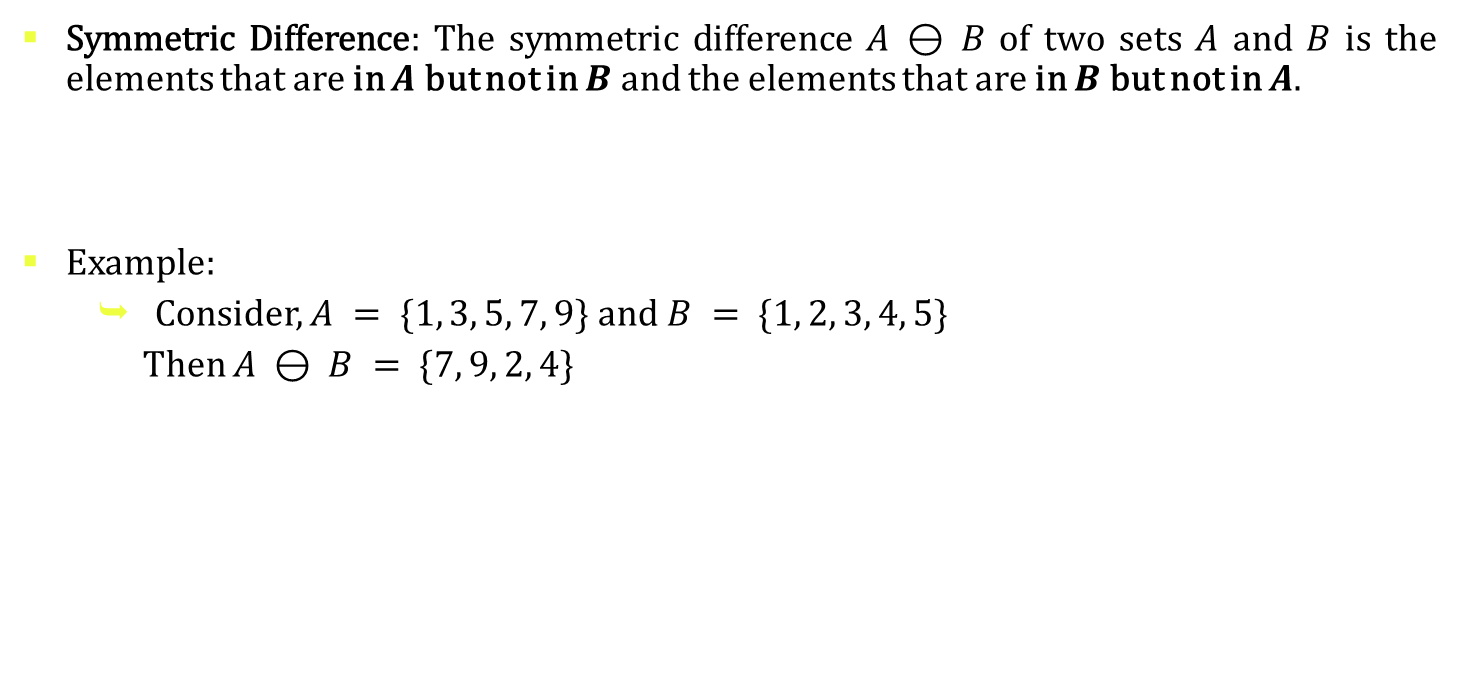 Symmetric Difference: The symmetric difference A ⊖ B of two sets A and B is the
elements that are in A but not in B and the elements that are in B but not in A.
Example:
Consider, A = {1, 3, 5, 7, 9} and B = {1, 2, 3, 4, 5}
Then A ⊖ B = {7, 9, 2, 4}